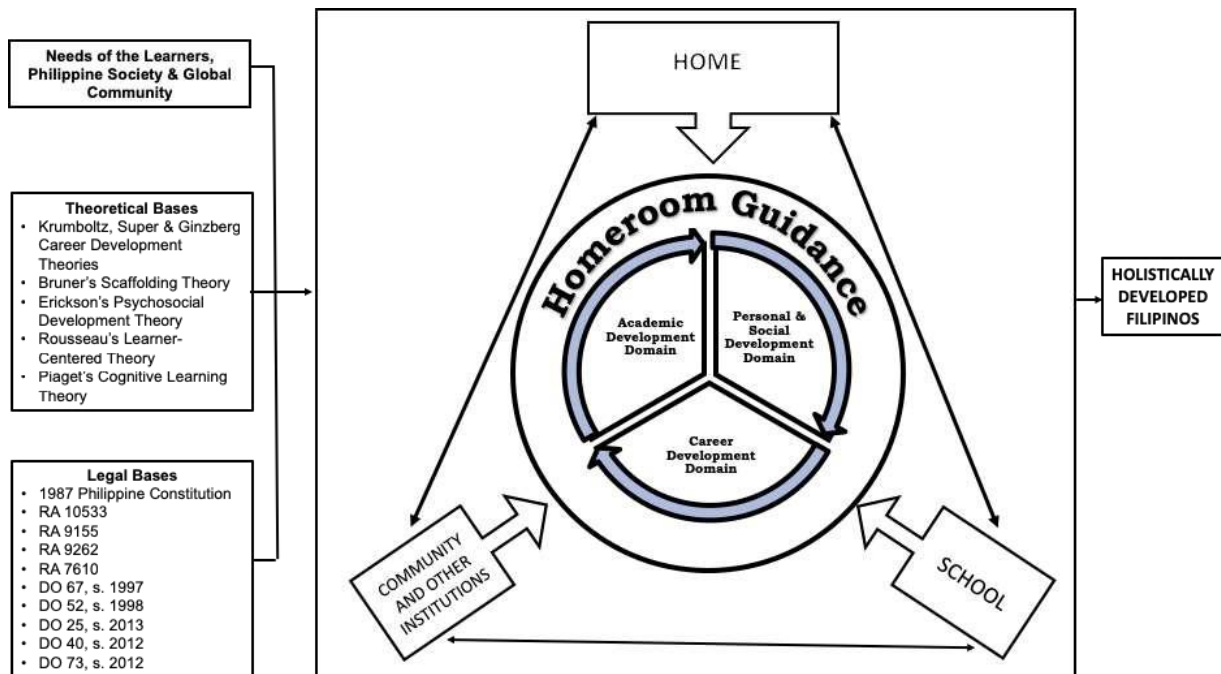 Needs of the Learners,
Philippine Society & Global
Community
Theoretical Bases
• Krumboltz, Super & Ginzberg
Career Development
Theories
• Bruner's Scaffolding Theory
• Erickson's Psychosocial
Development Theory
• Rousseau's Learner-
Centered Theory
• Piaget's Cognitive Learning
Theory
Legal Bases
• 1987 Philippine Constitution
• RA 10533
• RA 9155
• RA 9262
• RA 7610
• DO 67, s. 1997
• DO 52, s. 1998
• DO 25, s. 2013
• DO 40, s. 2012
• DO 73, s. 2012
HOME
Homeroom Guidance
Academic
Development
Domain
Personal &
Social
Development
Domain
Career
Development
Domain
COMMUNITY
AND OTHER
INSTITUTIONS
SCHOOL
HOLISTICALLY
DEVELOPED
FILIPINOS